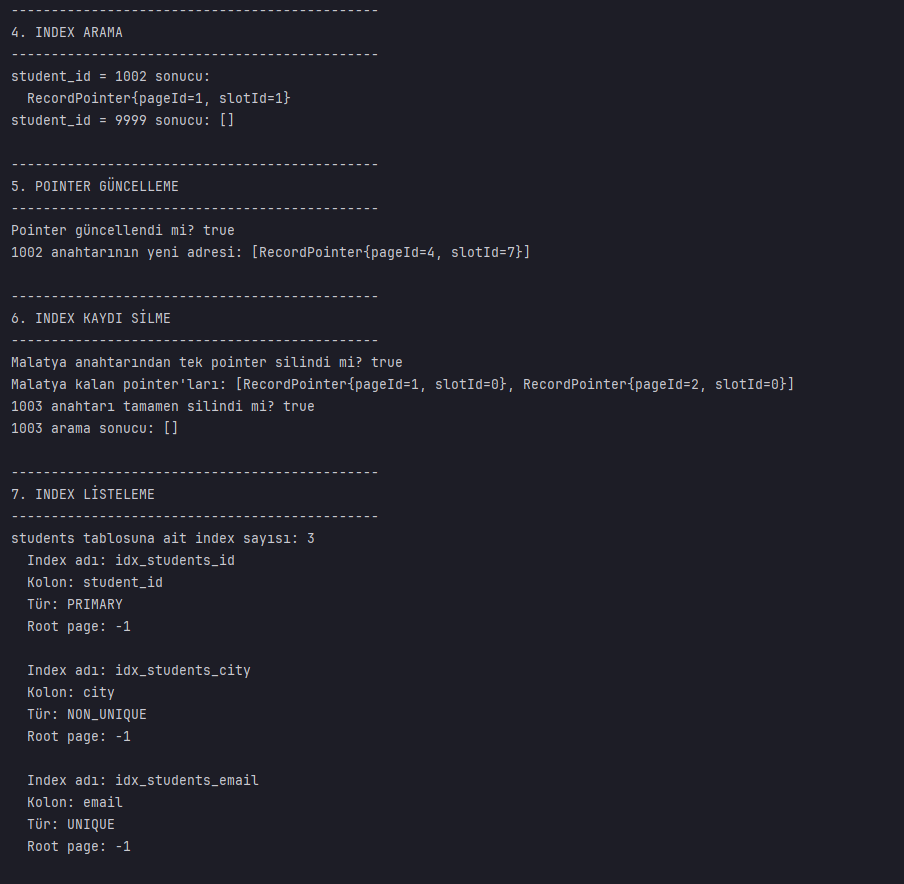 ----------------------------------------------
4. INDEX ARAMA
----------------------------------------------
student_id = 1002 sonucu:
  RecordPointer{pageId=1, slotId=1}
student_id = 9999 sonucu: []

----------------------------------------------
5. POINTER GÜNCELLEME
----------------------------------------------
Pointer güncellendi mi? true
1002 anahtarının yeni adresi: [RecordPointer{pageId=4, slotId=7}]

----------------------------------------------
6. INDEX KAYDI SİLME
----------------------------------------------
Malatya anahtarından tek pointer silindi mi? true
Malatya kalan pointer'ları: [RecordPointer{pageId=1, slotId=0}, RecordPointer{pageId=2, slotId=0}]
1003 anahtarı tamamen silindi mi? true
1003 arama sonucu: []

----------------------------------------------
7. INDEX LİSTELEME
----------------------------------------------
students tablosuna ait index sayısı: 3
  Index adı: idx_students_id
  Kolon: student_id
  Tür: PRIMARY
  Root page: -1

  Index adı: idx_students_city
  Kolon: city
  Tür: NON_UNIQUE
  Root page: -1

  Index adı: idx_students_email
  Kolon: email
  Tür: UNIQUE
  Root page: -1